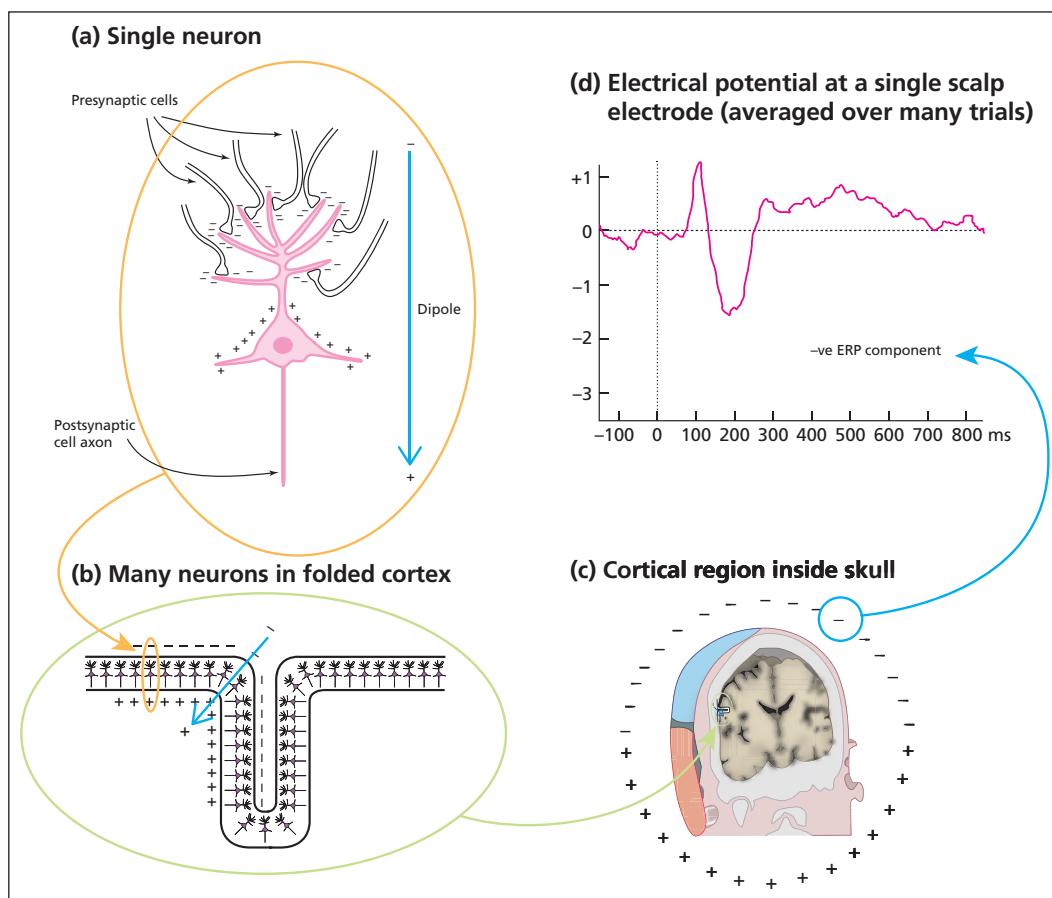 (a) Single neuron
Presynaptic cells
Dipole
Postsynaptic
cell axon
(d) Electrical potential at a single scalp
electrode (averaged over many trials)
+1
0
−1
−2
−3
−ve ERP component
−100 0 100 200 300 400 500 600 700 800 ms
(b) Many neurons in folded cortex
(c) Cortical region inside skull